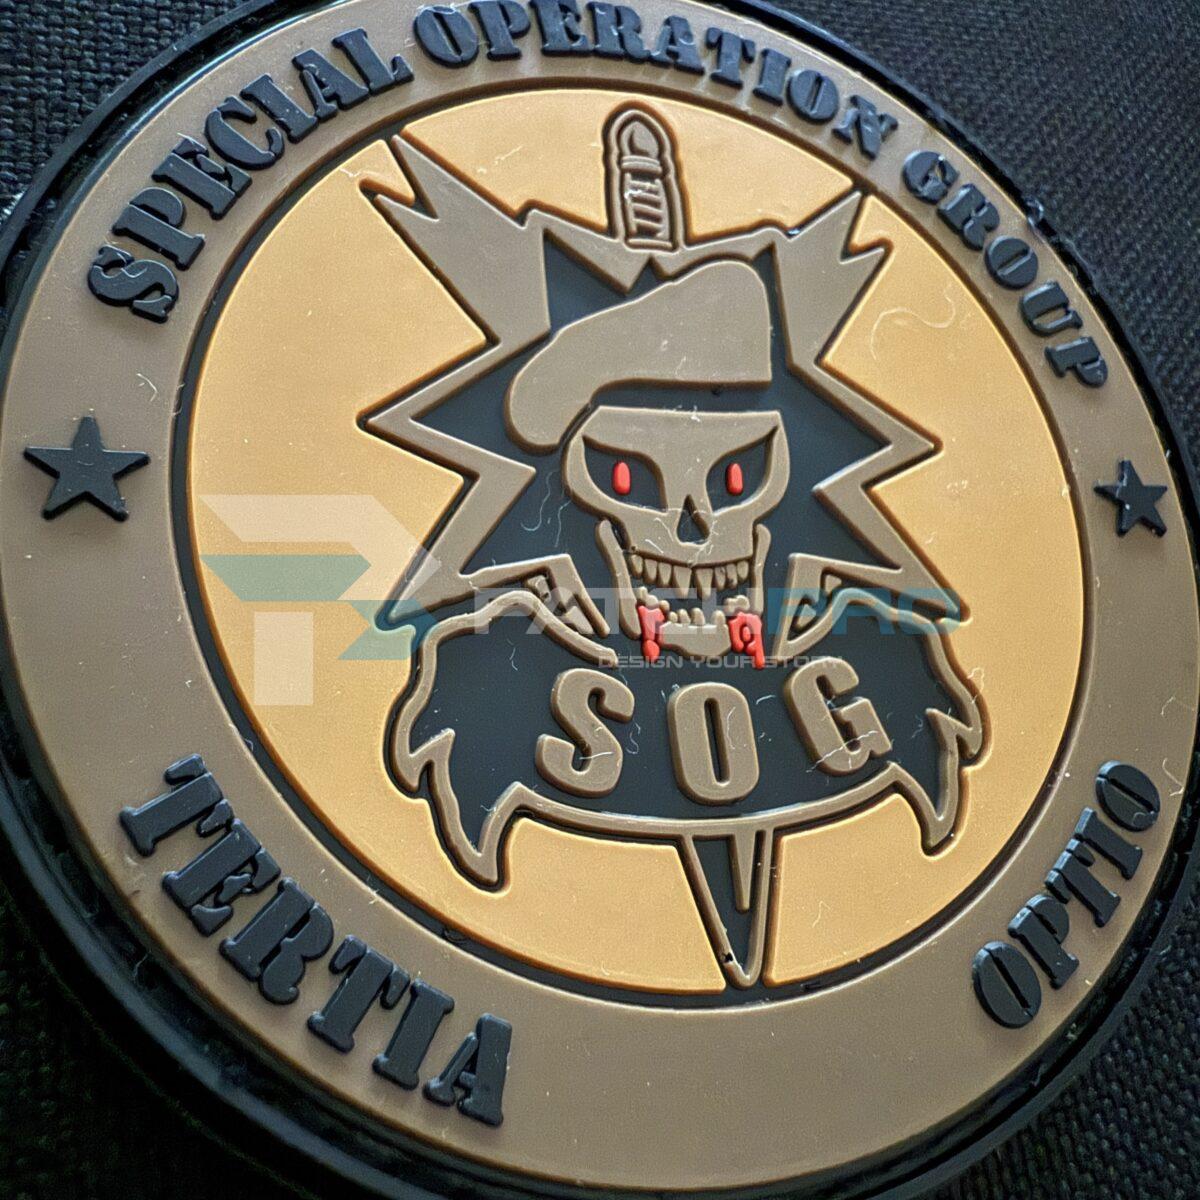 SPECIAL OPERATION GROUP
SOG
TERTIA OPTIO
PATCHPRO
DESIGN YOUR STORY